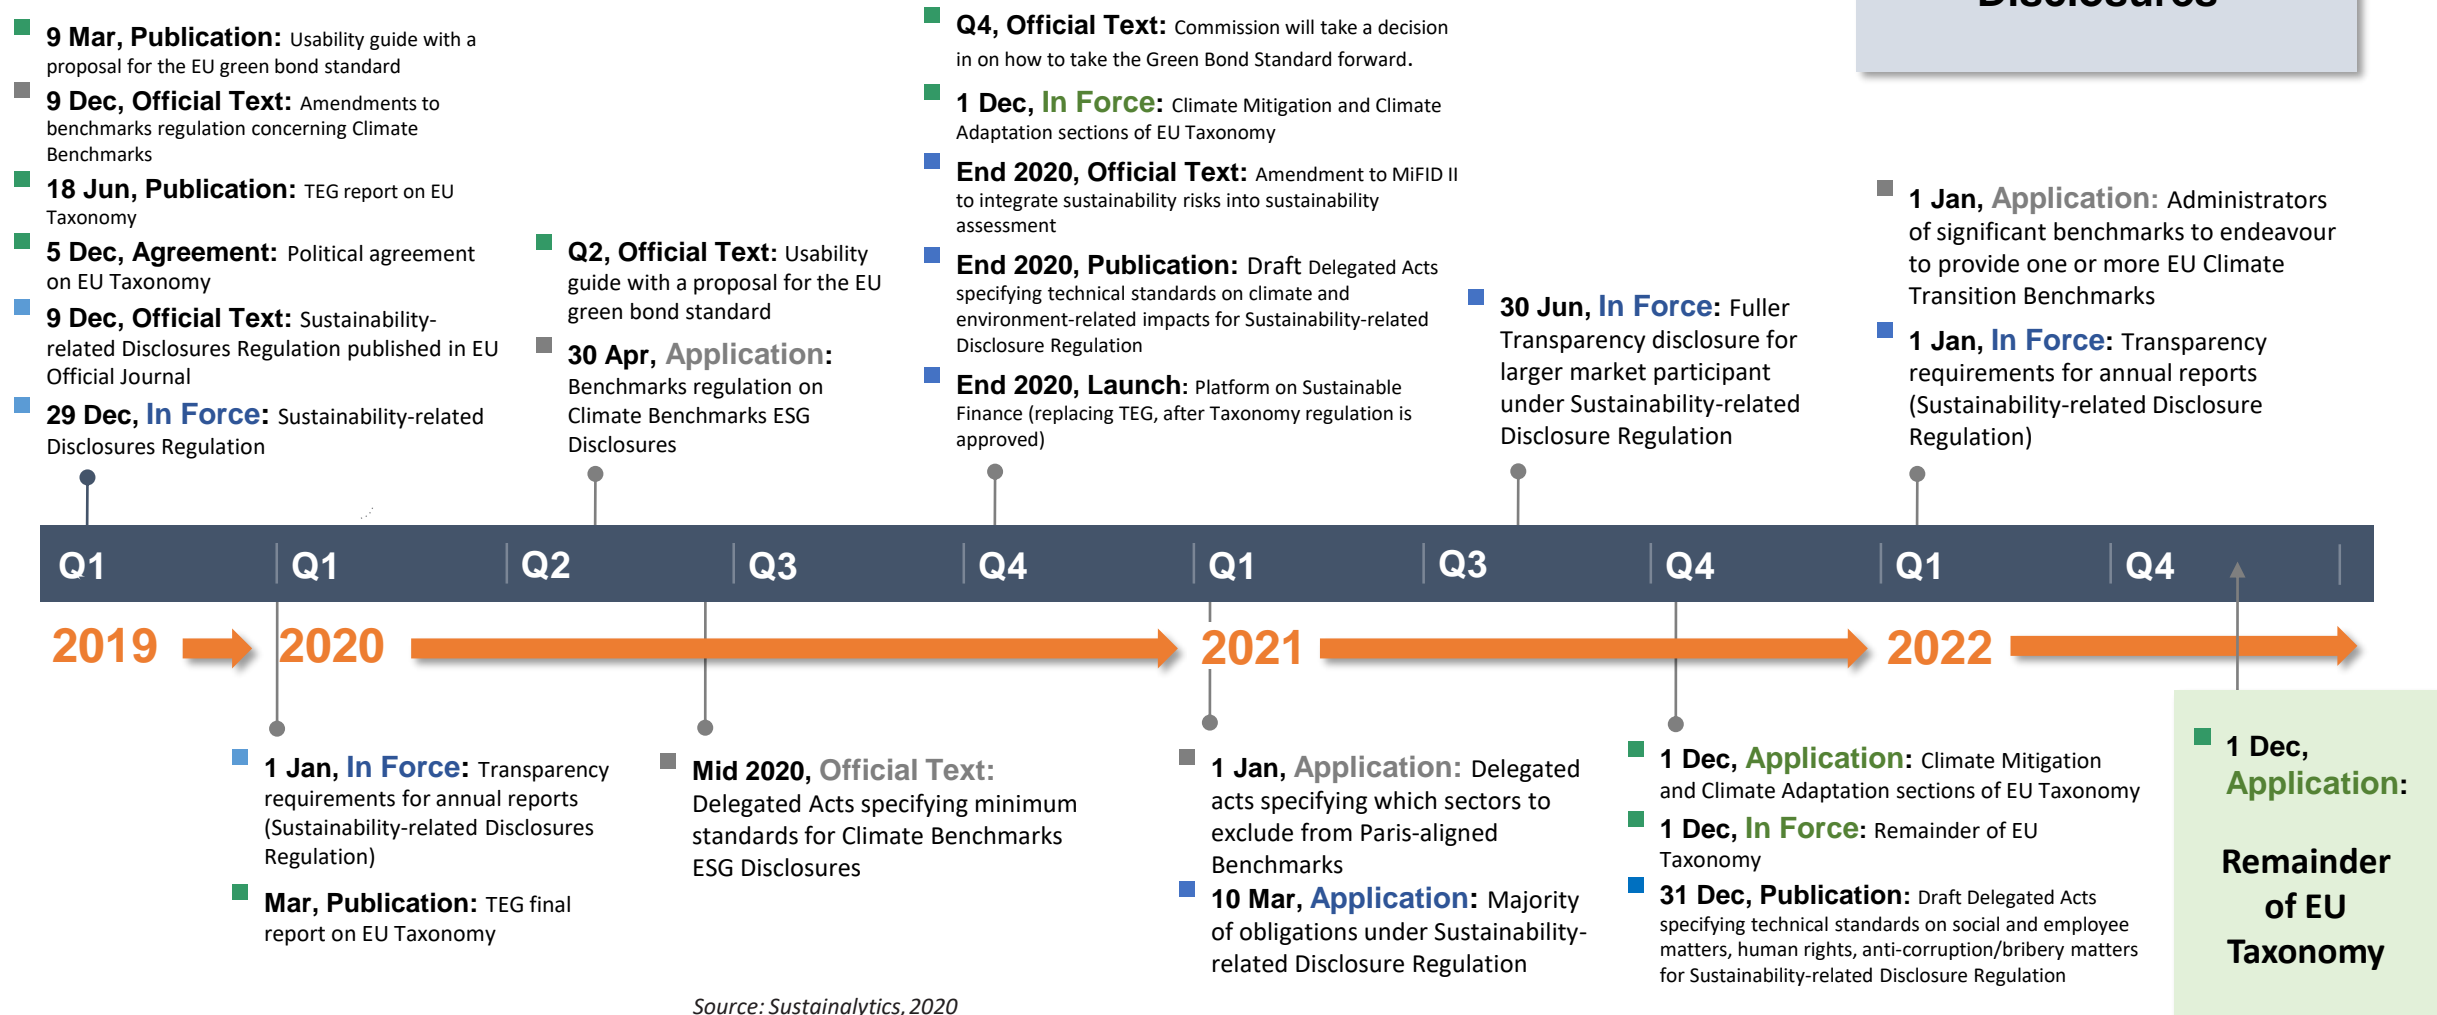 Disclosures
9 Mar, Publication: Usability guide with a
proposal for the EU green bond standard
9 Dec, Official Text: Amendments to
benchmarks regulation concerning Climate
Benchmarks
18 Jun, Publication: TEG report on EU
Taxonomy
5 Dec, Agreement: Political agreement
on EU Taxonomy
9 Dec, Official Text: Sustainability-
related Disclosures Regulation published in EU
Official Journal
29 Dec, In Force: Sustainability-related
Disclosures Regulation
Q2, Official Text: Usability
guide with a proposal for the EU
green bond standard
30 Apr, Application:
Benchmarks regulation on
Climate Benchmarks ESG
Disclosures
Q4, Official Text: Commission will take a decision
in on how to take the Green Bond Standard forward.
1 Dec, In Force: Climate Mitigation and Climate
Adaptation sections of EU Taxonomy
End 2020, Official Text: Amendment to MiFID II
to integrate sustainability risks into sustainability
assessment
End 2020, Publication: Draft Delegated Acts
specifying technical standards on climate and
environment-related impacts for Sustainability-related
Disclosure Regulation
End 2020, Launch: Platform on Sustainable
Finance (replacing TEG, after Taxonomy regulation is
approved)
30 Jun, In Force: Fuller
Transparency disclosure for
larger market participant
under Sustainability-related
Disclosure Regulation
1 Jan, Application: Administrators
of significant benchmarks to endeavour
to provide one or more EU Climate
Transition Benchmarks
1 Jan, In Force: Transparency
requirements for annual reports
(Sustainability-related Disclosure
Regulation)
Q1 Q1 Q2 Q3 Q4 Q1 Q3 Q4 Q1 Q4
2019 2020 2021 2022
1 Jan, In Force: Transparency
requirements for annual reports
(Sustainability-related Disclosures
Regulation)
Mar, Publication: TEG final
report on EU Taxonomy
Mid 2020, Official Text:
Delegated Acts specifying minimum
standards for Climate Benchmarks
ESG Disclosures
1 Jan, Application: Delegated
acts specifying which sectors to
exclude from Paris-aligned
Benchmarks
10 Mar, Application: Majority
of obligations under Sustainability-
related Disclosure Regulation
1 Dec, Application: Climate Mitigation
and Climate Adaptation sections of EU Taxonomy
1 Dec, In Force: Remainder of EU
Taxonomy
31 Dec, Publication: Draft Delegated Acts
specifying technical standards on social and employee
matters, human rights, anti-corruption/bribery matters
for Sustainability-related Disclosure Regulation
1 Dec,
Application:
Remainder
of EU
Taxonomy
Source: Sustainalytics, 2020